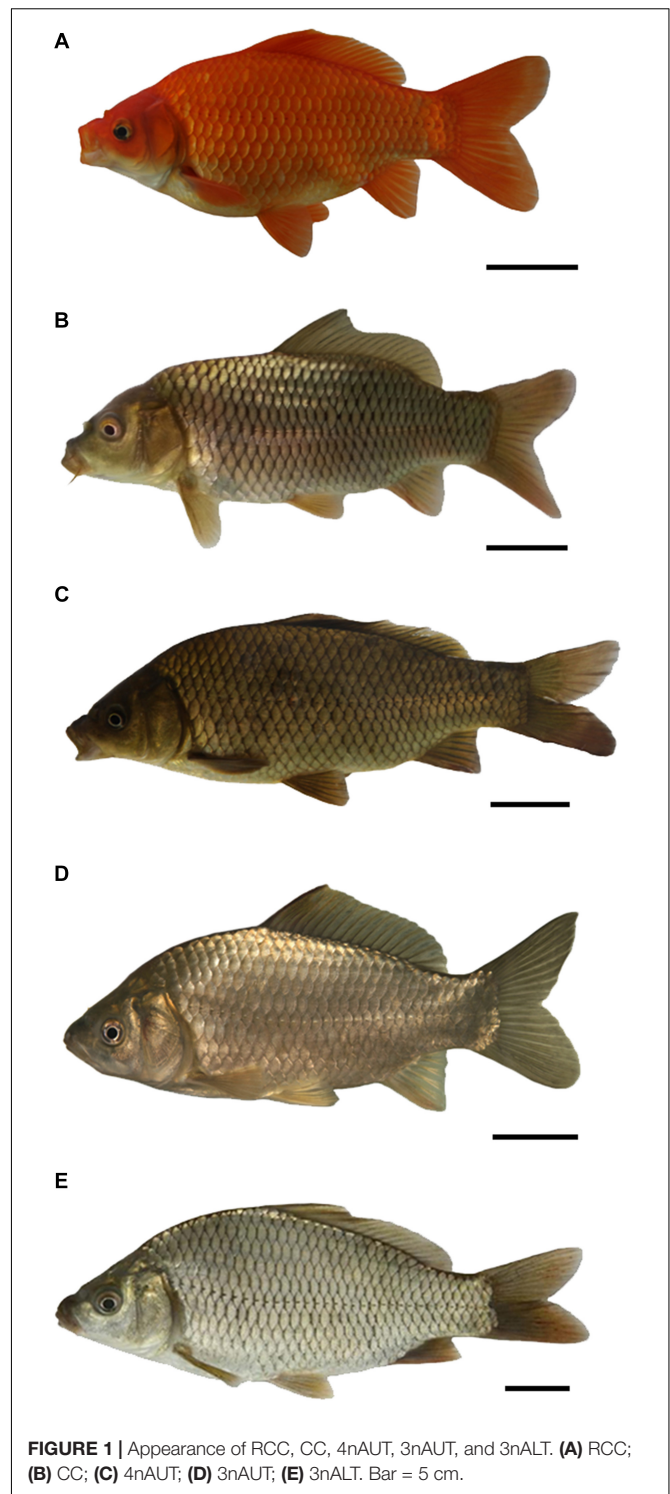 A
B
C
D
E
FIGURE 1 | Appearance of RCC, CC, 4nAUT, 3nAUT, and 3nALT. (A) RCC;
(B) CC; (C) 4nAUT; (D) 3nAUT; (E) 3nALT. Bar = 5 cm.